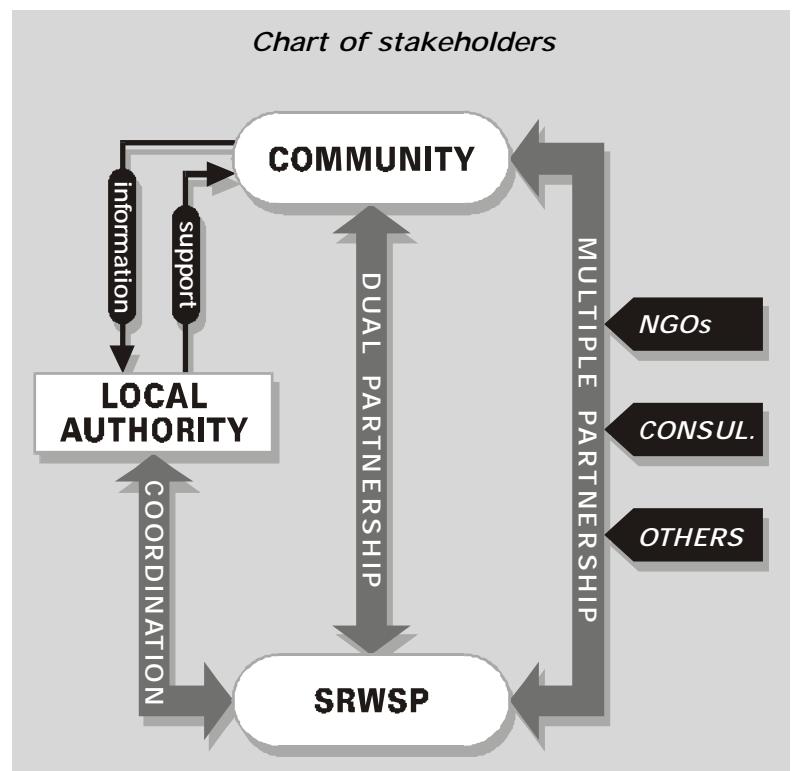 Chart of stakeholders
COMMUNITY
information
support
LOCAL
AUTHORITY
COORDINATION
DUAL PARTNERSHIP
MULTIPLE PARTNERSHIP
NGOs
CONSUL.
OTHERS
SRWSP